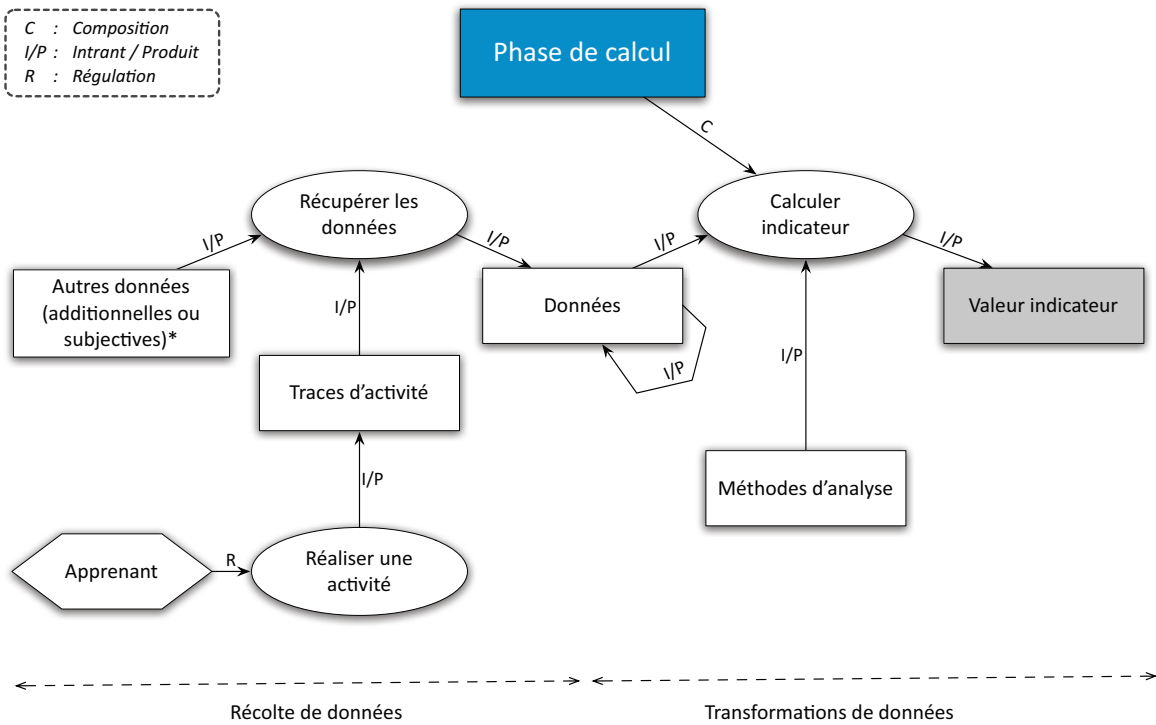 C : Composition
I/P : Intrant / Produit
R : Régulation
Phase de calcul
C
Récupérer les
données
Calculer
indicateur
I/P
I/P
I/P
I/P
Autres données
(additionnelles ou
subjectives)*
I/P
Données
Valeur indicateur
I/P
I/P
Traces d’activité
I/P
Méthodes d’analyse
Apprenant
R
Réaliser une
activité
Récolte de données
Transformations de données